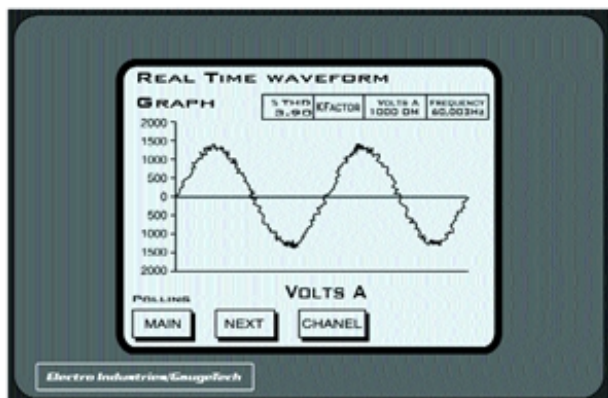 REAL TIME WAVEFORM
GRAPH
% THD KFACTOR VOLTS A FREQUENCY
3.90 1000 0M 60,003Hz
2000
1500
1000
500
0
500
1000
1500
2000
VOLTS A
POLLING
MAIN NEXT CHANEL
Electro Industries/GaugeTech